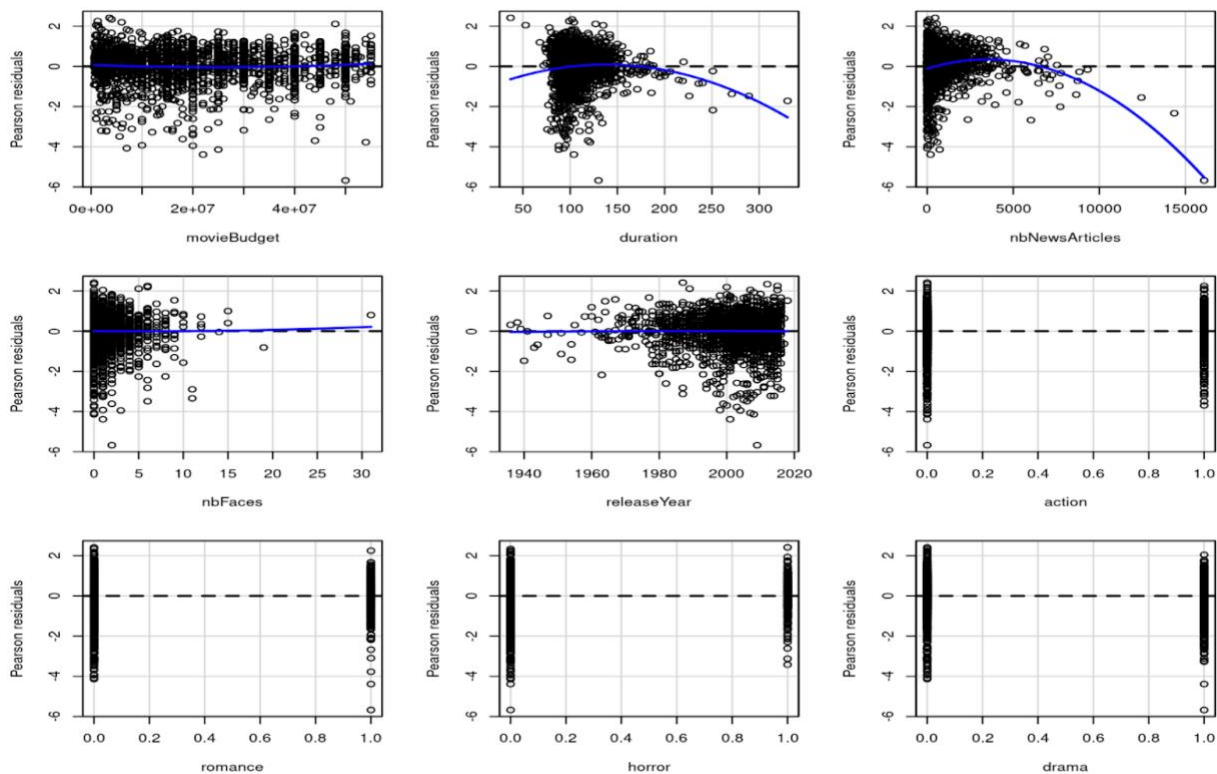 Pearson residuals
2
0
-2
-4
-6
0e+00 2e+07 4e+07
movieBudget
Pearson residuals
2
0
-2
-4
-6
50 100 150 200 250 300
duration
Pearson residuals
2
0
-2
-4
-6
0 5000 10000 15000
nbNewsArticles
Pearson residuals
2
0
-2
-4
-6
0 5 10 15 20 25 30
nbFaces
Pearson residuals
2
0
-2
-4
-6
1940 1960 1980 2000 2020
releaseYear
Pearson residuals
2
0
-2
-4
-6
0.0 0.2 0.4 0.6 0.8 1.0
action
Pearson residuals
2
0
-2
-4
-6
0.0 0.2 0.4 0.6 0.8 1.0
romance
Pearson residuals
2
0
-2
-4
-6
0.0 0.2 0.4 0.6 0.8 1.0
horror
Pearson residuals
2
0
-2
-4
-6
0.0 0.2 0.4 0.6 0.8 1.0
drama